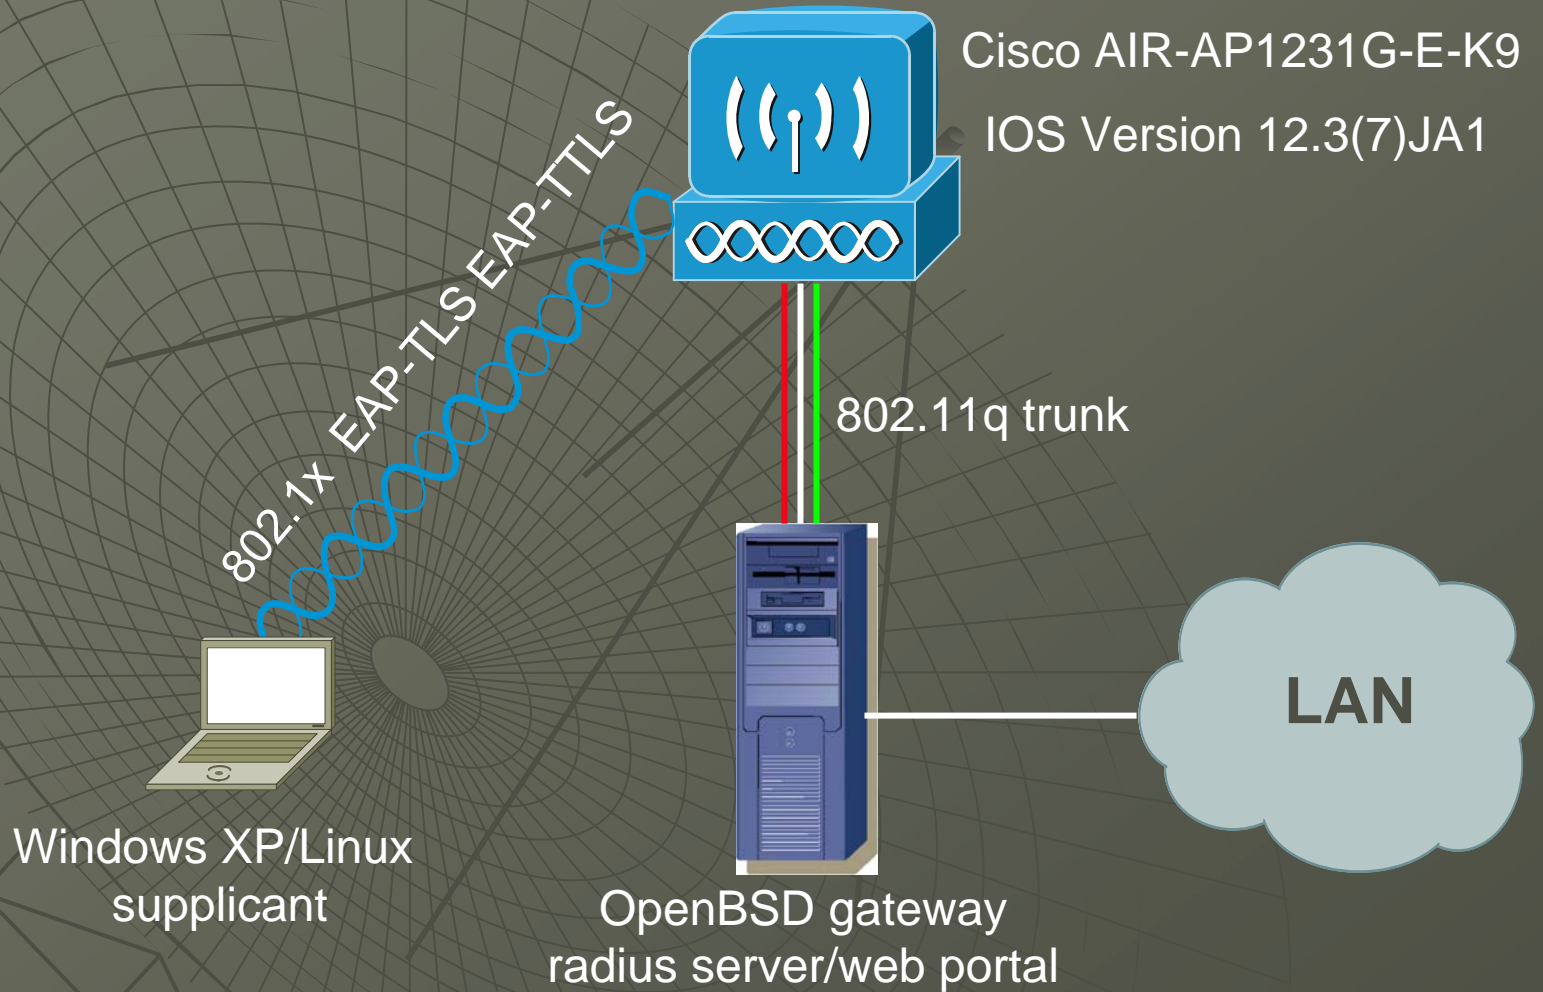 Cisco AIR-AP1231G-E-K9
IOS Version 12.3(7)JA1
802.1x EAP-TLS EAP-TTLS
802.11q trunk
LAN
Windows XP/Linux
supplicant
OpenBSD gateway
radius server/web portal